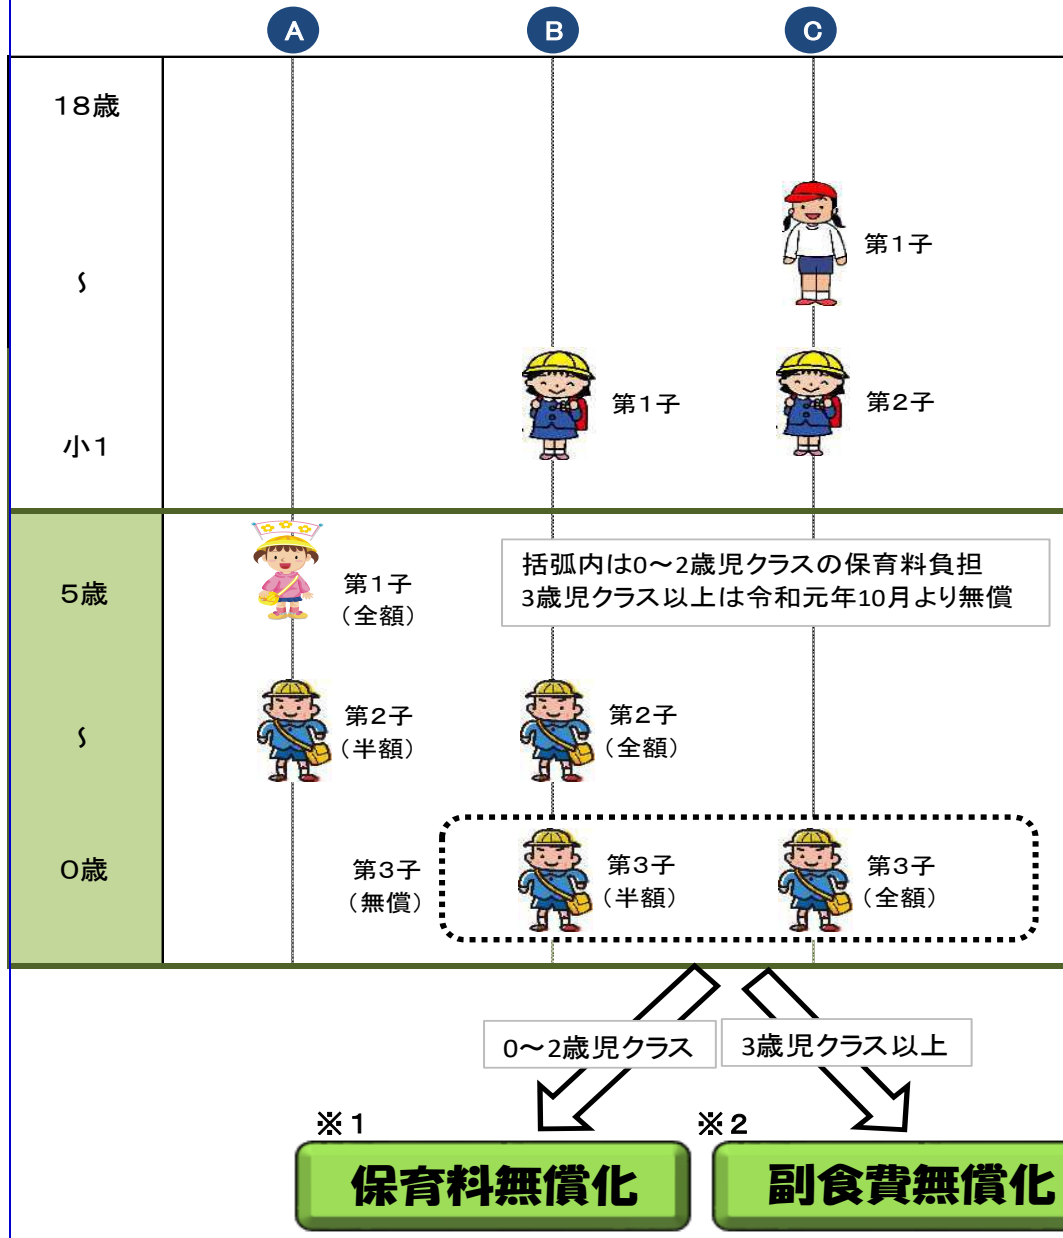 A B C
18歳
第1子
〜
第1子
第2子
小1
括弧内は0〜2歳児クラスの保育料負担
3歳児クラス以上は令和元年10月より無償
5歳
第1子
（全額）
〜
第2子
（半額）
第2子
（全額）
0歳
第3子
（無償）
第3子
（半額）
第3子
（全額）
0〜2歳児クラス
3歳児クラス以上
※1
※2
保育料無償化
副食費無償化